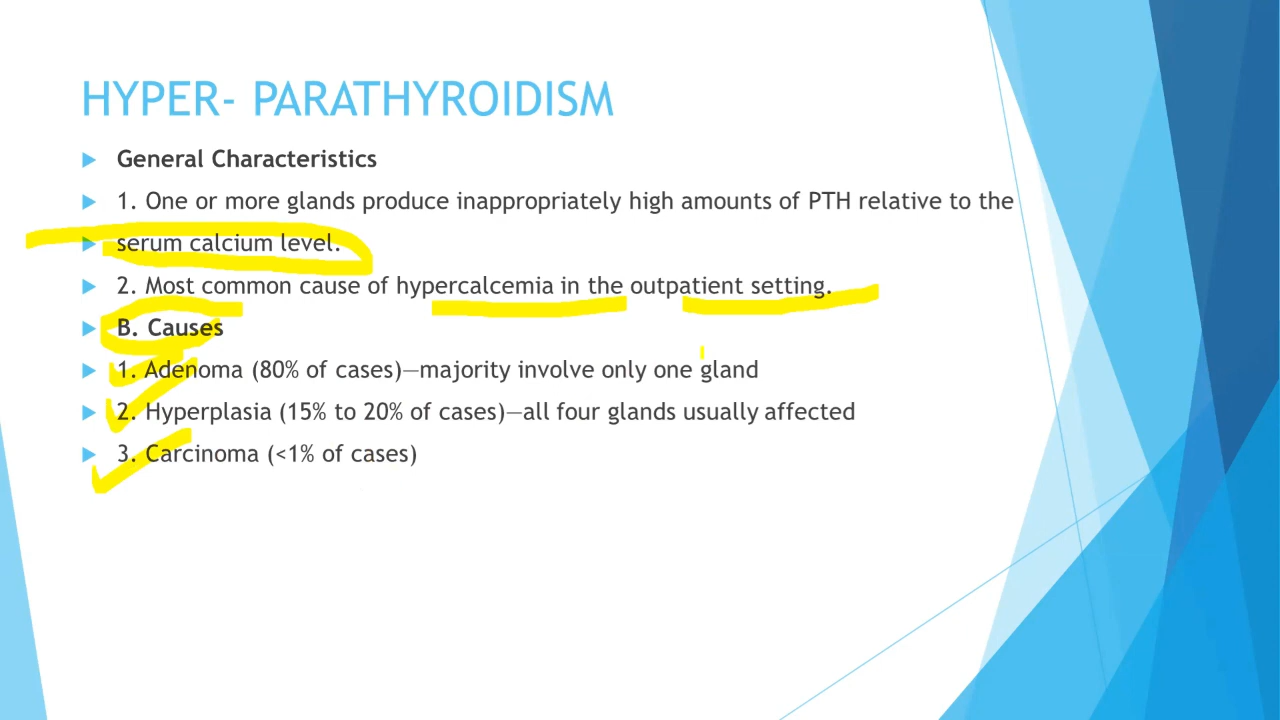 HYPER- PARATHYROIDISM
General Characteristics
1. One or more glands produce inappropriately high amounts of PTH relative to the
serum calcium level.
2. Most common cause of hypercalcemia in the outpatient setting.
B. Causes
1. Adenoma (80% of cases)—majority involve only one gland
2. Hyperplasia (15% to 20% of cases)—all four glands usually affected
3. Carcinoma (<1% of cases)